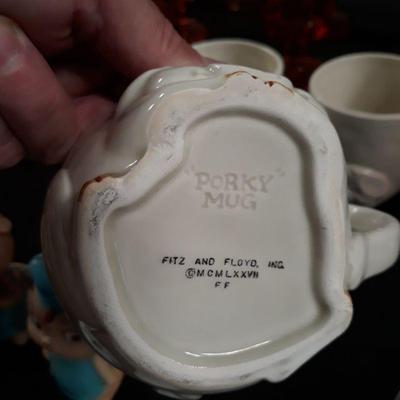 "PORKY"
MUG
FITZ AND FLOYD, INC.
©MCMLXXVII
FF